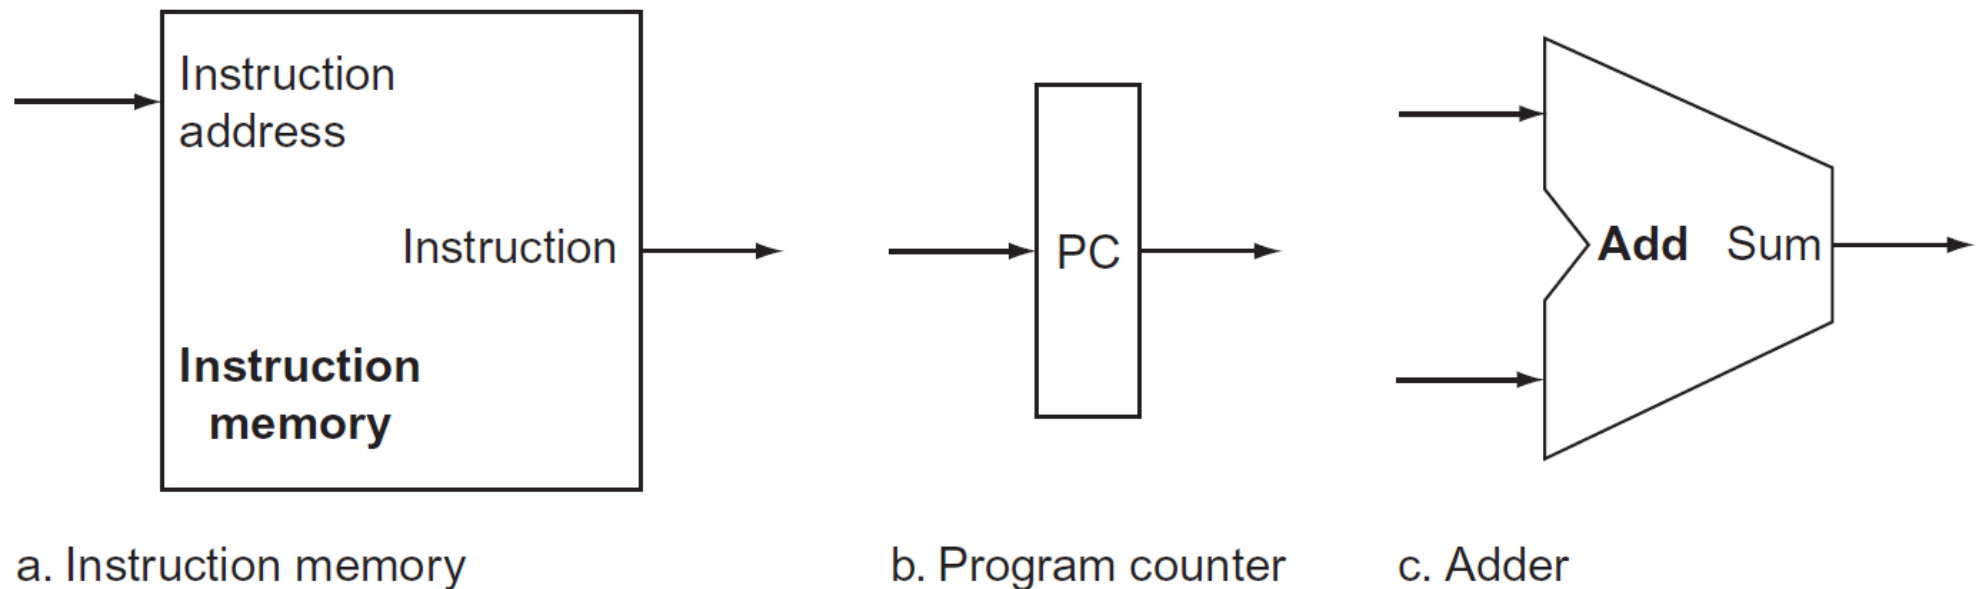 Instruction
address
Instruction
Instruction
memory
PC
Add Sum
a. Instruction memory
b. Program counter
c. Adder